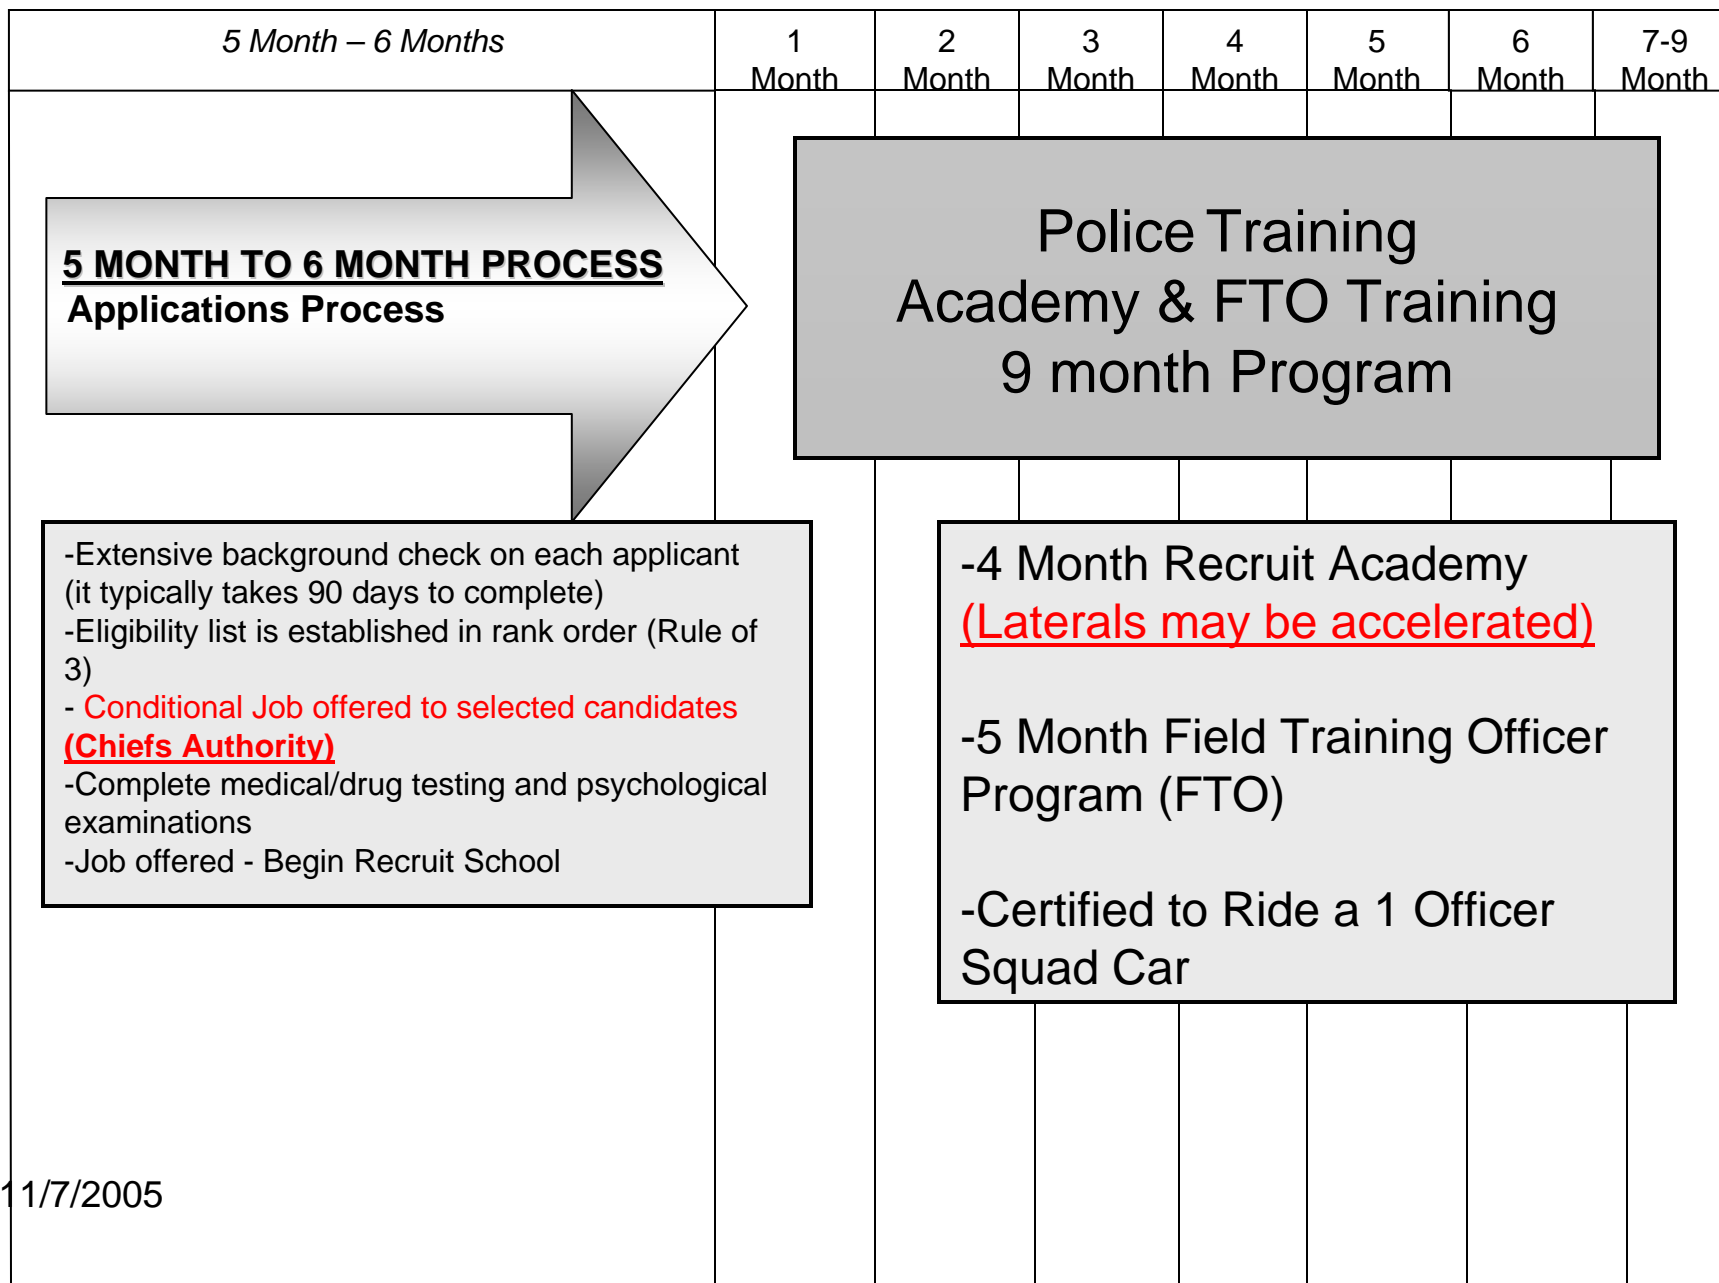 5 Month – 6 Months
1
Month
2
Month
3
Month
4
Month
5
Month
6
Month
7-9
Month
5 MONTH TO 6 MONTH PROCESS
Applications Process
Police Training
Academy & FTO Training
9 month Program
-Extensive background check on each applicant
(it typically takes 90 days to complete)
-Eligibility list is established in rank order (Rule of
3)
- Conditional Job offered to selected candidates
(Chiefs Authority)
-Complete medical/drug testing and psychological
examinations
-Job offered - Begin Recruit School
-4 Month Recruit Academy
(Laterals may be accelerated)
-5 Month Field Training Officer
Program (FTO)
-Certified to Ride a 1 Officer
Squad Car
11/7/2005